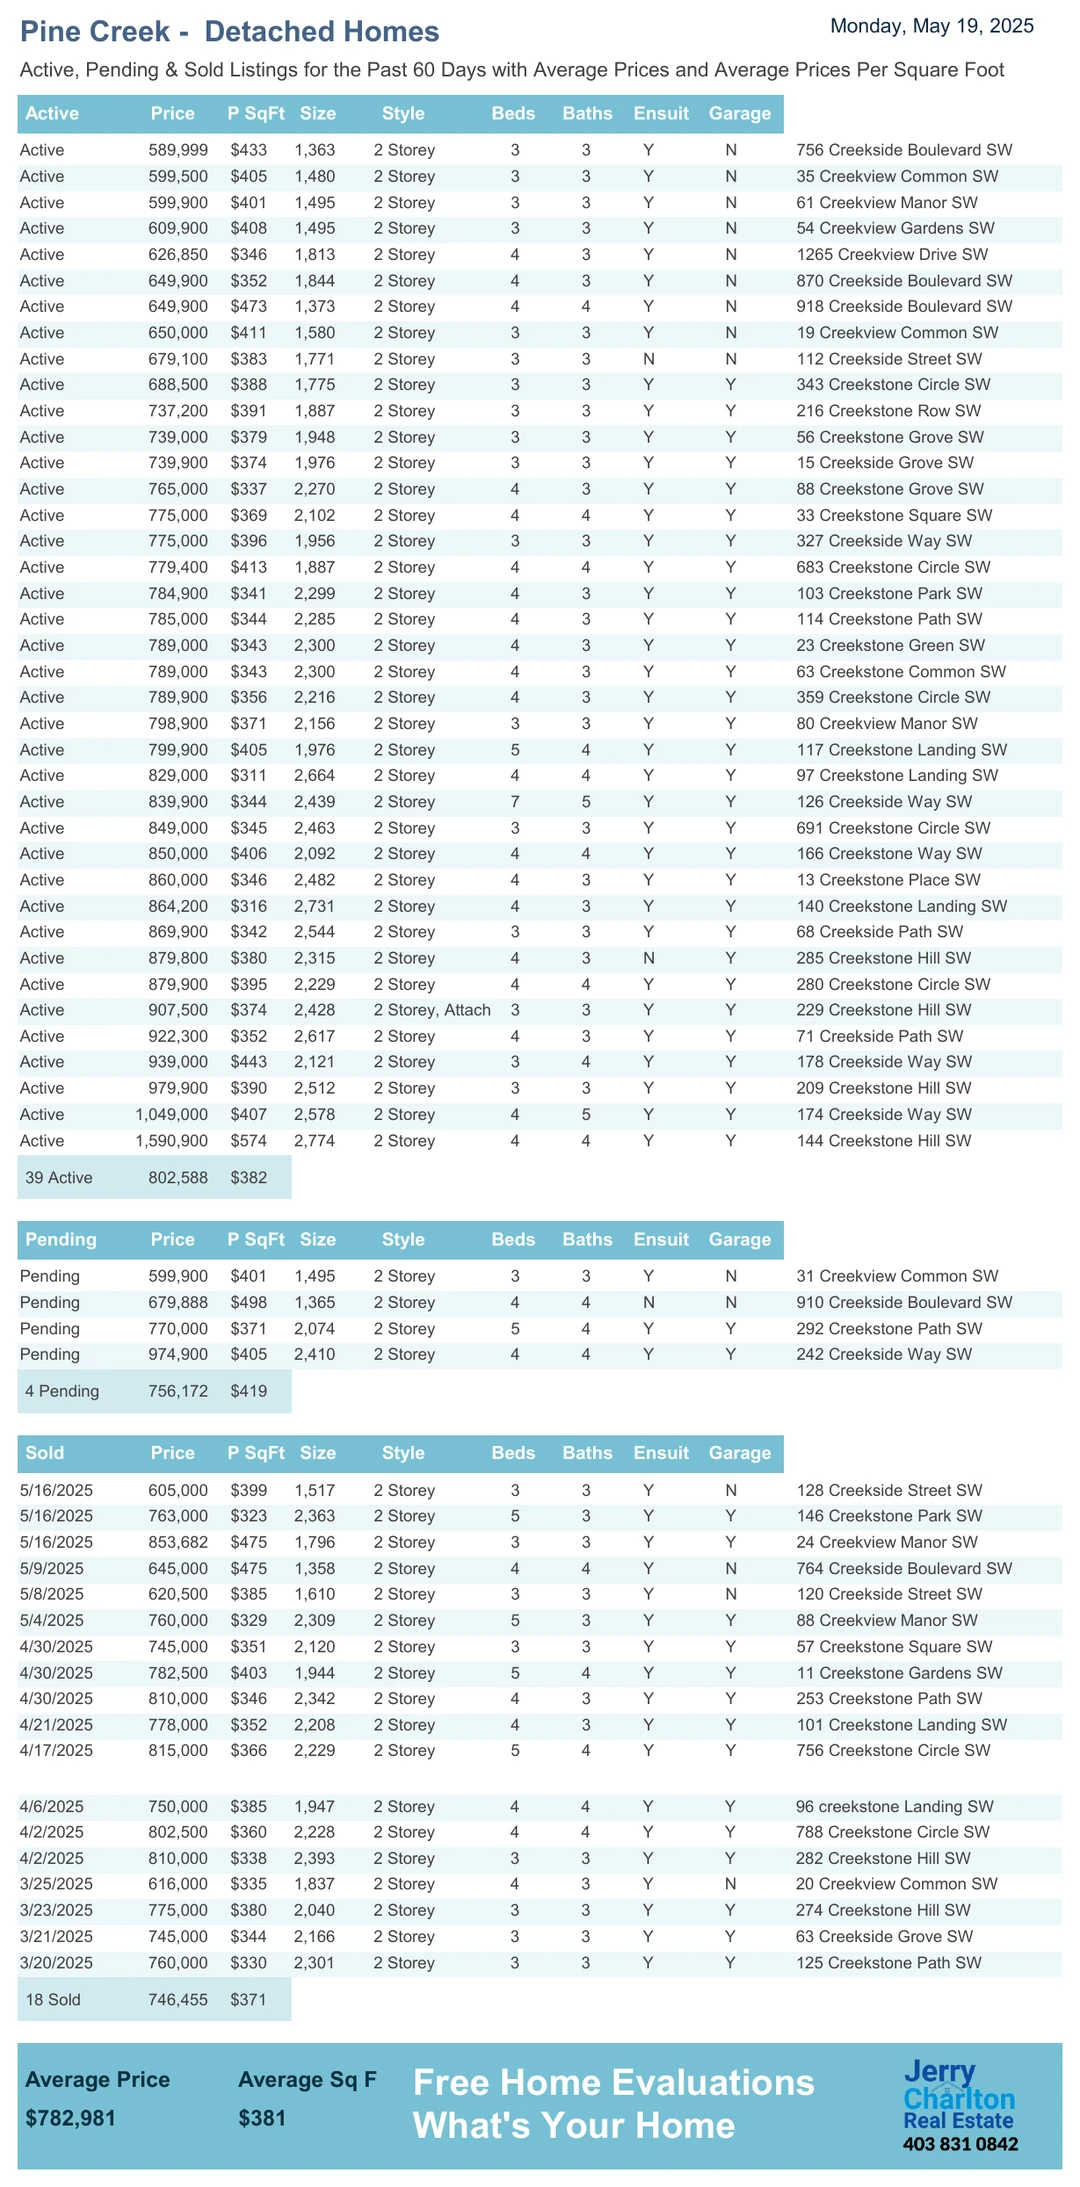 Pine Creek - Detached Homes
Monday, May 19, 2025
Active, Pending & Sold Listings for the Past 60 Days with Average Prices and Average Prices Per Square Foot
Active Price P SqFt Size Style Beds Baths Ensuit Garage
Active 589,999 $433 1,363 2 Storey 3 3 Y N 756 Creekside Boulevard SW
Active 599,500 $405 1,480 2 Storey 3 3 Y N 35 Creekview Common SW
Active 599,900 $401 1,495 2 Storey 3 3 Y N 61 Creekview Manor SW
Active 609,900 $408 1,495 2 Storey 3 3 Y N 54 Creekview Gardens SW
Active 626,850 $346 1,813 2 Storey 4 3 Y N 1265 Creekview Drive SW
Active 649,900 $352 1,844 2 Storey 4 3 Y N 870 Creekside Boulevard SW
Active 649,900 $473 1,373 2 Storey 4 4 Y N 918 Creekside Boulevard SW
Active 650,000 $411 1,580 2 Storey 3 3 Y N 19 Creekview Common SW
Active 679,100 $383 1,771 2 Storey 3 3 N N 112 Creekside Street SW
Active 688,500 $388 1,775 2 Storey 3 3 Y Y 343 Creekstone Circle SW
Active 737,200 $391 1,887 2 Storey 3 3 Y Y 216 Creekstone Row SW
Active 739,000 $379 1,948 2 Storey 3 3 Y Y 56 Creekstone Grove SW
Active 739,900 $374 1,976 2 Storey 3 3 Y Y 15 Creekside Grove SW
Active 765,000 $337 2,270 2 Storey 4 3 Y Y 88 Creekstone Grove SW
Active 775,000 $369 2,102 2 Storey 4 4 Y Y 33 Creekstone Square SW
Active 775,000 $396 1,956 2 Storey 3 3 Y Y 327 Creekside Way SW
Active 779,400 $413 1,887 2 Storey 4 4 Y Y 683 Creekstone Circle SW
Active 784,900 $341 2,299 2 Storey 4 3 Y Y 103 Creekstone Park SW
Active 785,000 $344 2,285 2 Storey 4 3 Y Y 114 Creekstone Path SW
Active 789,000 $343 2,300 2 Storey 4 3 Y Y 23 Creekstone Green SW
Active 789,000 $343 2,300 2 Storey 4 3 Y Y 63 Creekstone Common SW
Active 789,900 $356 2,216 2 Storey 4 3 Y Y 359 Creekstone Circle SW
Active 798,900 $371 2,156 2 Storey 3 3 Y Y 80 Creekview Manor SW
Active 799,900 $405 1,976 2 Storey 5 4 Y Y 117 Creekstone Landing SW
Active 829,000 $311 2,664 2 Storey 4 4 Y Y 97 Creekstone Landing SW
Active 839,900 $344 2,439 2 Storey 7 5 Y Y 126 Creekside Way SW
Active 849,000 $345 2,463 2 Storey 3 3 Y Y 691 Creekstone Circle SW
Active 850,000 $406 2,092 2 Storey 4 4 Y Y 166 Creekstone Way SW
Active 860,000 $346 2,482 2 Storey 4 3 Y Y 13 Creekstone Place SW
Active 864,200 $316 2,731 2 Storey 4 3 Y Y 140 Creekstone Landing SW
Active 869,900 $342 2,544 2 Storey 3 3 Y Y 68 Creekside Path SW
Active 879,800 $380 2,315 2 Storey 4 3 N Y 285 Creekstone Hill SW
Active 879,900 $395 2,229 2 Storey 4 4 Y Y 280 Creekstone Circle SW
Active 907,500 $374 2,428 2 Storey, Attach 3 3 Y Y 229 Creekstone Hill SW
Active 922,300 $352 2,617 2 Storey 4 3 Y Y 71 Creekside Path SW
Active 939,000 $443 2,121 2 Storey 3 4 Y Y 178 Creekside Way SW
Active 979,900 $390 2,512 2 Storey 3 3 Y Y 209 Creekstone Hill SW
Active 1,049,000 $407 2,578 2 Storey 4 5 Y Y 174 Creekside Way SW
Active 1,590,900 $574 2,774 2 Storey 4 4 Y Y 144 Creekstone Hill SW
39 Active 802,588 $382
Pending Price P SqFt Size Style Beds Baths Ensuit Garage
Pending 599,900 $401 1,495 2 Storey 3 3 Y N 31 Creekview Common SW
Pending 679,888 $498 1,365 2 Storey 4 4 N N 910 Creekside Boulevard SW
Pending 770,000 $371 2,074 2 Storey 5 4 Y Y 292 Creekstone Path SW
Pending 974,900 $405 2,410 2 Storey 4 4 Y Y 242 Creekside Way SW
4 Pending 756,172 $419
Sold Price P SqFt Size Style Beds Baths Ensuit Garage
5/16/2025 605,000 $399 1,517 2 Storey 3 3 Y N 128 Creekside Street SW
5/16/2025 763,000 $323 2,363 2 Storey 5 3 Y Y 146 Creekstone Park SW
5/16/2025 853,682 $475 1,796 2 Storey 3 3 Y Y 24 Creekview Manor SW
5/9/2025 645,000 $475 1,358 2 Storey 4 4 Y N 764 Creekside Boulevard SW
5/8/2025 620,500 $385 1,610 2 Storey 3 3 Y N 120 Creekside Street SW
5/4/2025 760,000 $329 2,309 2 Storey 5 3 Y Y 88 Creekview Manor SW
4/30/2025 745,000 $351 2,120 2 Storey 3 3 Y Y 57 Creekstone Square SW
4/30/2025 782,500 $403 1,944 2 Storey 5 4 Y Y 11 Creekstone Gardens SW
4/30/2025 810,000 $346 2,342 2 Storey 4 3 Y Y 253 Creekstone Path SW
4/21/2025 778,000 $352 2,208 2 Storey 4 3 Y Y 101 Creekstone Landing SW
4/17/2025 815,000 $366 2,229 2 Storey 5 4 Y Y 756 Creekstone Circle SW
4/6/2025 750,000 $385 1,947 2 Storey 4 4 Y Y 96 creekstone Landing SW
4/2/2025 802,500 $360 2,228 2 Storey 4 4 Y Y 788 Creekstone Circle SW
4/2/2025 810,000 $338 2,393 2 Storey 3 3 Y Y 282 Creekstone Hill SW
3/25/2025 616,000 $335 1,837 2 Storey 4 3 Y N 20 Creekview Common SW
3/23/2025 775,000 $380 2,040 2 Storey 3 3 Y Y 274 Creekstone Hill SW
3/21/2025 745,000 $344 2,166 2 Storey 3 3 Y Y 63 Creekside Grove SW
3/20/2025 760,000 $330 2,301 2 Storey 3 3 Y Y 125 Creekstone Path SW
18 Sold 746,455 $371
Average Price Average Sq F
$782,981 $381
Free Home Evaluations
What's Your Home
Jerry
Charlton
Real Estate
403 831 0842